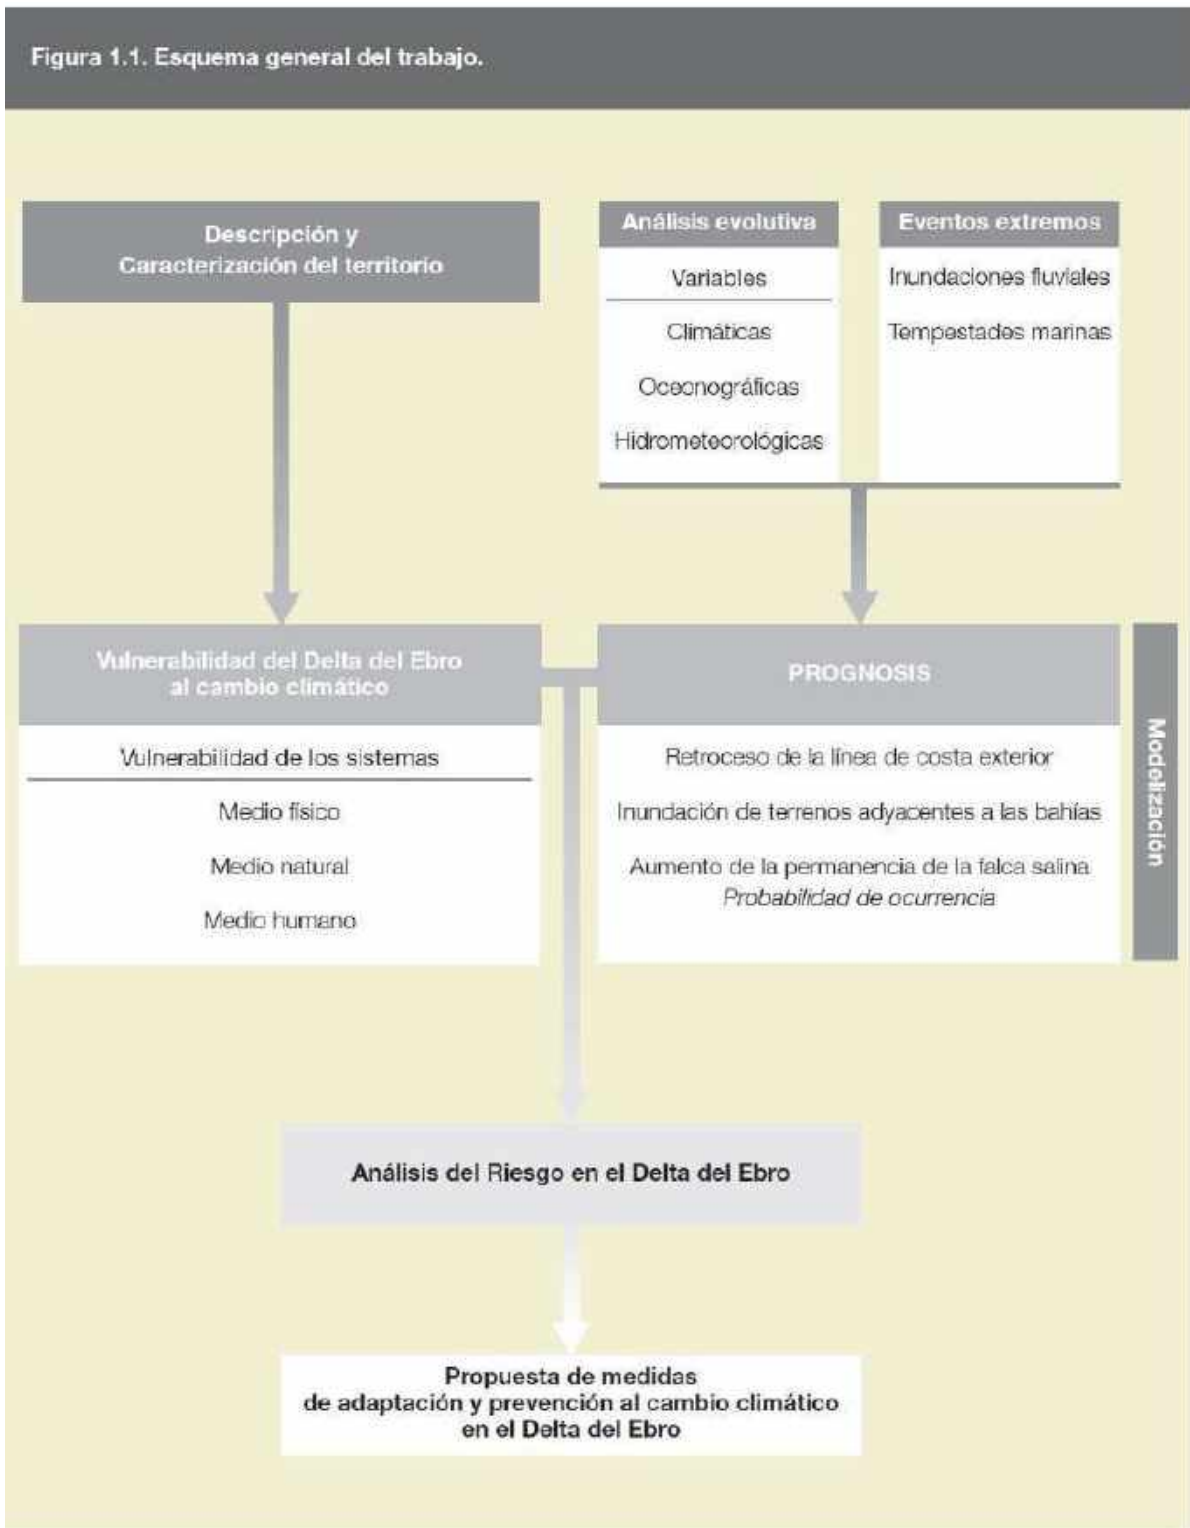 Figura 1.1. Esquema general del trabajo.
Descripción y
Caracterización del territorio
Análisis evolutiva
Variables
Climáticas
Oceonográficas
Hidrometeorológicas
Eventos extremos
Inundaciones fluviales
Tempestades marinas
Vulnerabilidad del Delta del Ebro
al cambio climático
Vulnerabilidad de los sistemas
Medio físico
Medio natural
Medio humano
PROGNOSIS
Retroceso de la línea de costa exterior
Inundación de terrenos adyacentes a las bahías
Aumento de la permanencia de la falca salina
Probabilidad de ocurrencia
Modelización
Análisis del Riesgo en el Delta del Ebro
Propuesta de medidas
de adaptación y prevención al cambio climático
en el Delta del Ebro